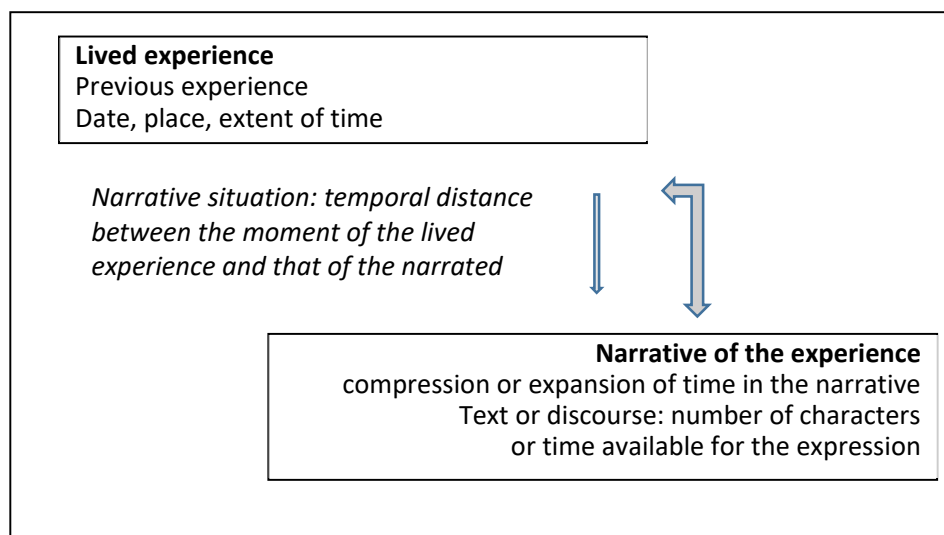 Lived experience
Previous experience
Date, place, extent of time
Narrative situation: temporal distance
between the moment of the lived
experience and that of the narrated
Narrative of the experience
compression or expansion of time in the narrative
Text or discourse: number of characters
or time available for the expression